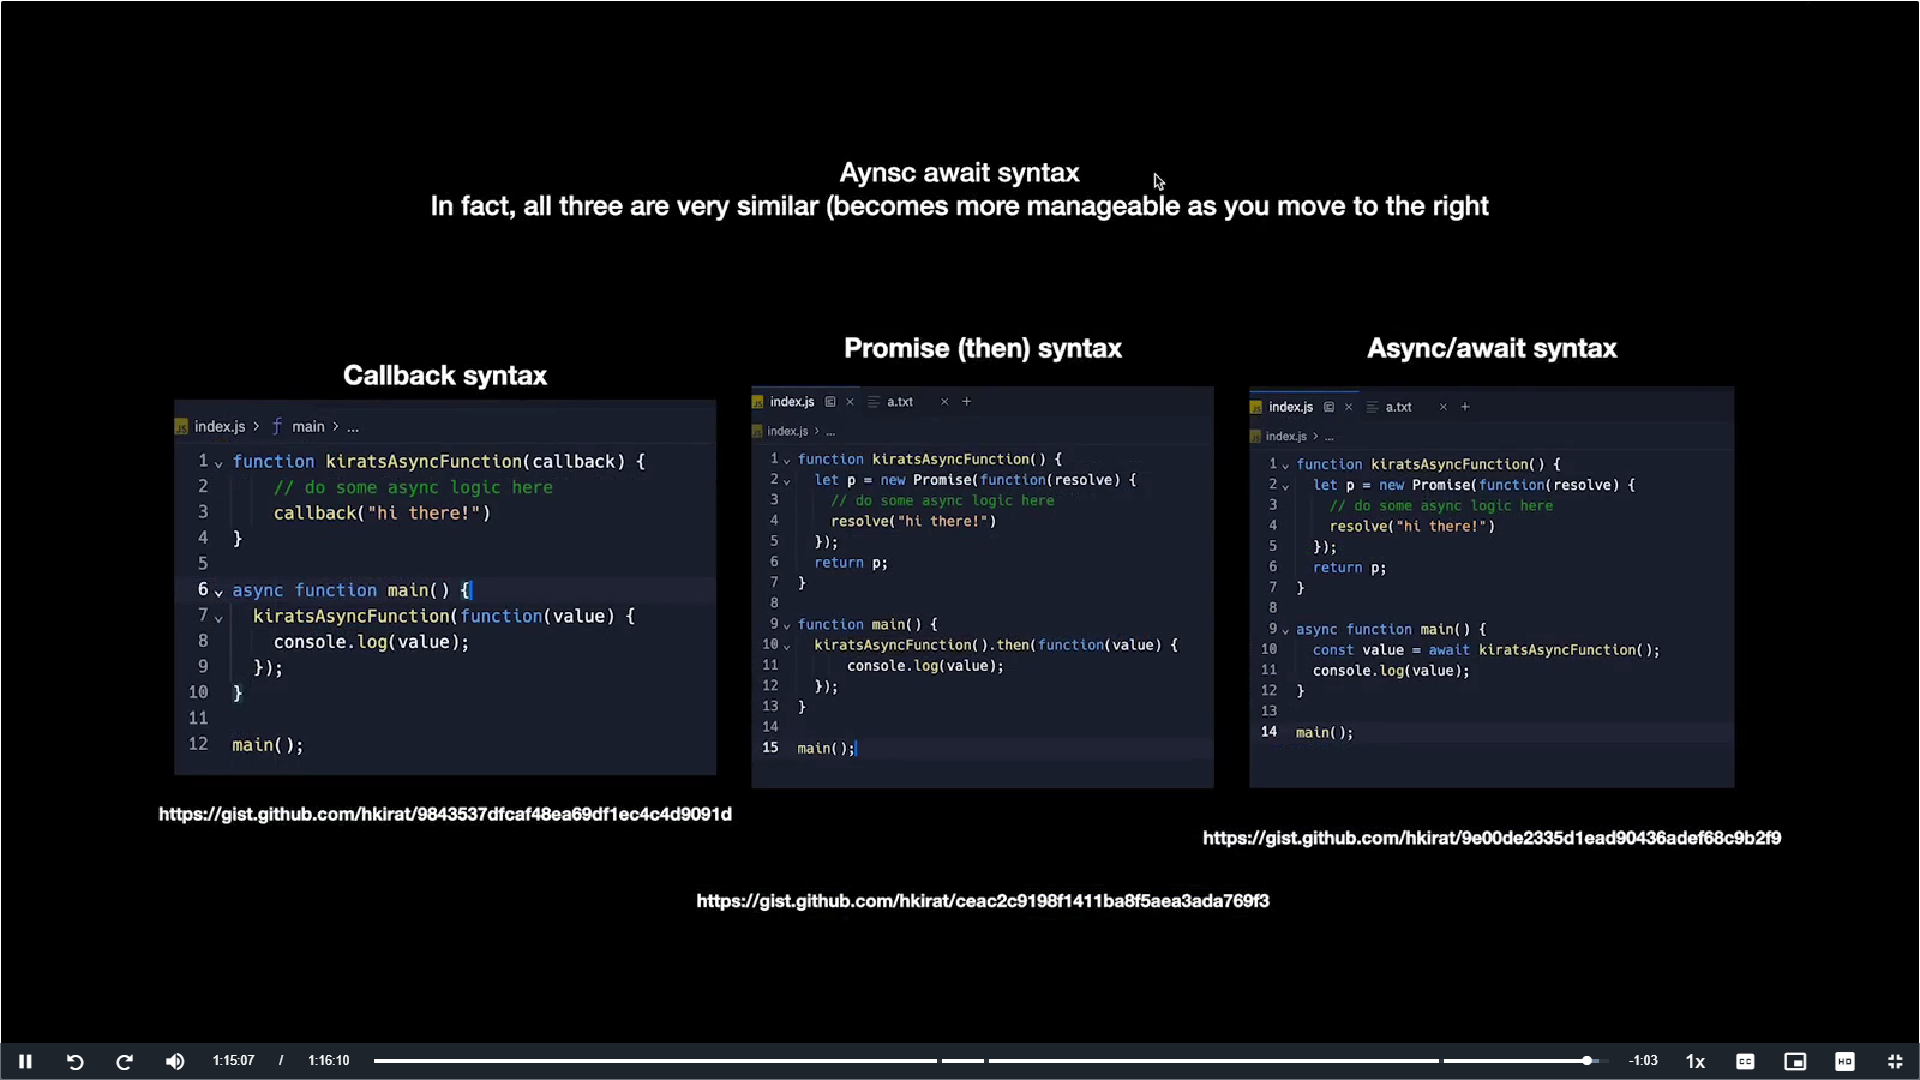 Aynsc await syntax
In fact, all three are very similar (becomes more manageable as you move to the right
Callback syntax
index.js > ƒ main > ...
1 function kiratsAsyncFunction(callback) {
2 // do some async logic here
3 callback("hi there!")
4 }
5
6 async function main() {
7 kiratsAsyncFunction(function(value) {
8 console.log(value);
9 });
10 }
11
12 main();
https://gist.github.com/hkirat/9843537dfcaf48ea69df1ec4c4d9091d
Promise (then) syntax
JS index.js × a.txt × +
JS index.js > ...
1 function kiratsAsyncFunction() {
2 let p = new Promise(function(resolve) {
3 // do some async logic here
4 resolve("hi there!")
5 });
6 return p;
7 }
8
9 function main() {
10 kiratsAsyncFunction().then(function(value) {
11 console.log(value);
12 });
13 }
14
15 main();
https://gist.github.com/hkirat/ceac2c9198f1411ba8f5aea3ada769f3
Async/await syntax
JS index.js × a.txt × +
JS index.js > ...
1 function kiratsAsyncFunction() {
2 let p = new Promise(function(resolve) {
3 // do some async logic here
4 resolve("hi there!")
5 });
6 return p;
7 }
8
9 async function main() {
10 const value = await kiratsAsyncFunction();
11 console.log(value);
12 }
13
14 main();
https://gist.github.com/hkirat/9e00de2335d1ead90436adef68c9b2f9
1:15:07 / 1:16:10 -1:03 1x CC HD